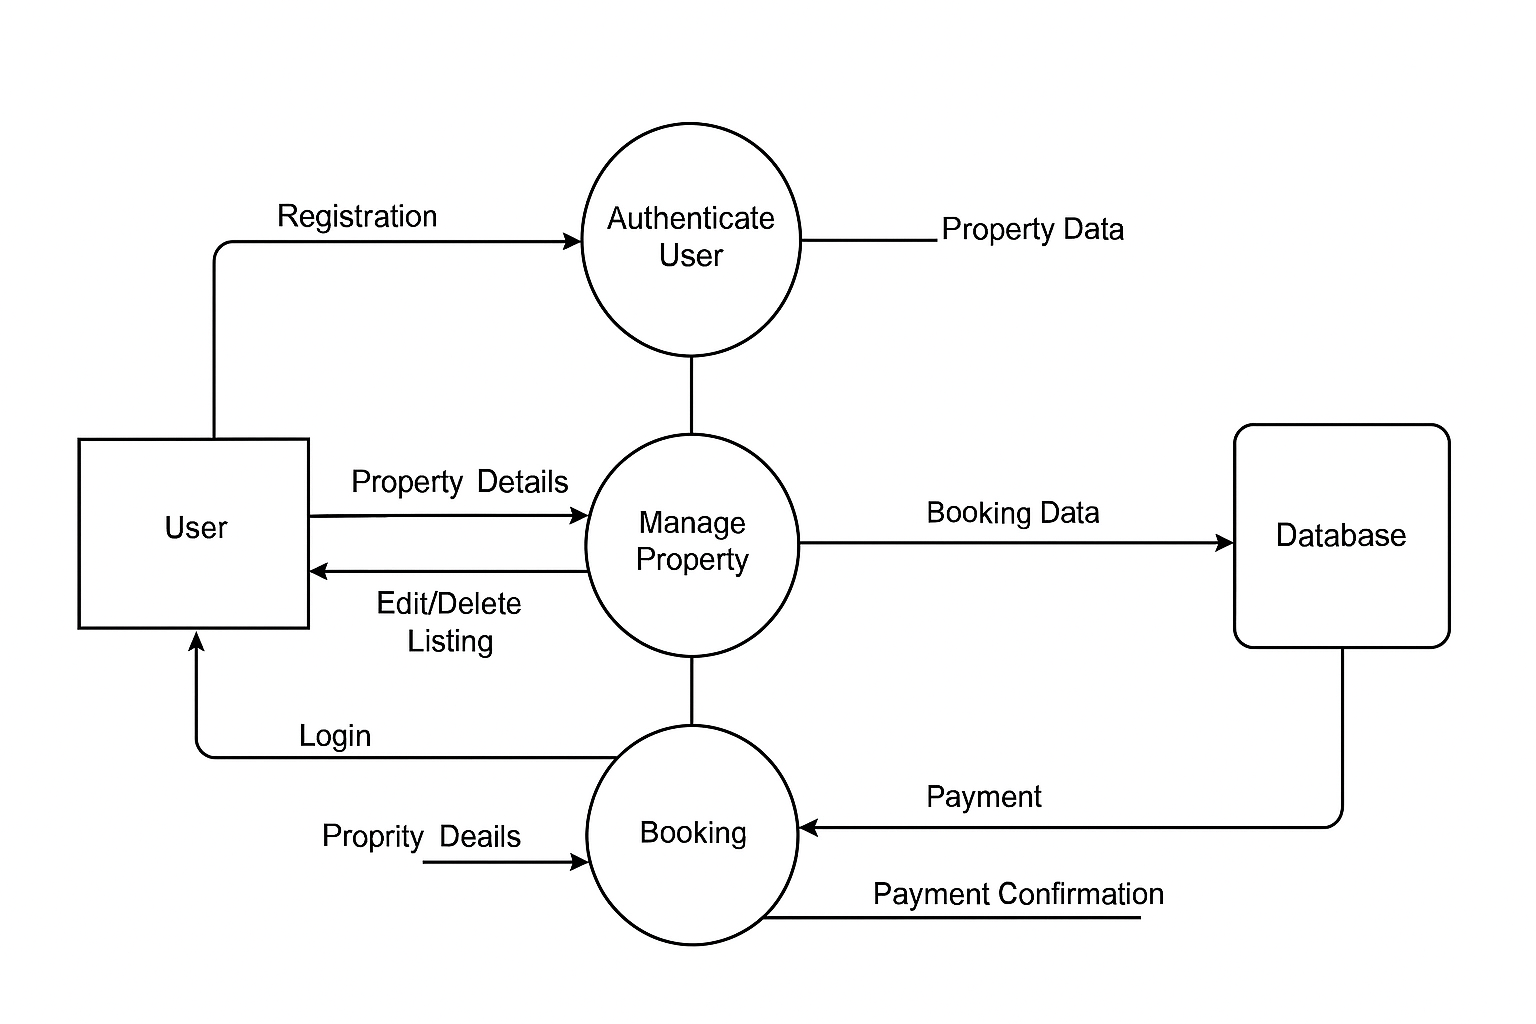 Registration
Authenticate
User
Property Data
Property Details
User
Manage
Property
Booking Data
Database
Edit/Delete
Listing
Login
Payment
Proprity Deails
Booking
Payment Confirmation